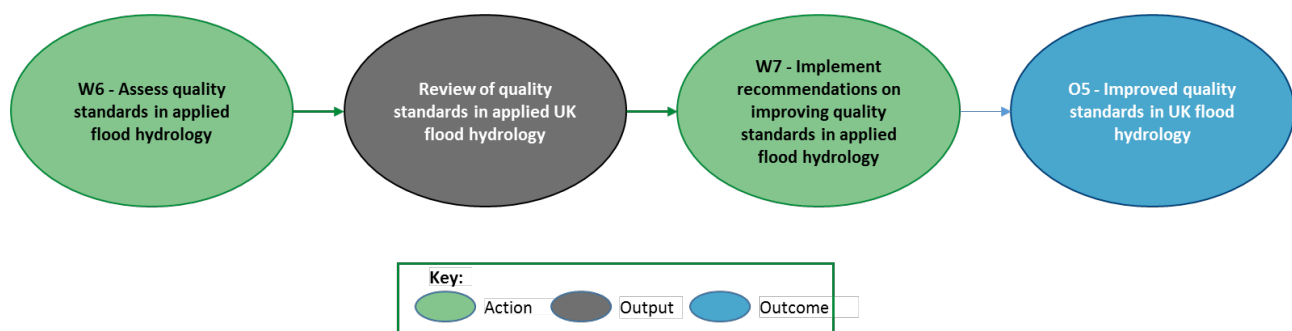 W6 - Assess quality
standards in applied
flood hydrology
Review of quality
standards in applied UK
flood hydrology
W7 - Implement
recommendations on
improving quality
standards in applied
flood hydrology
O5 - Improved quality
standards in UK flood
hydrology
Key:
Action Output Outcome